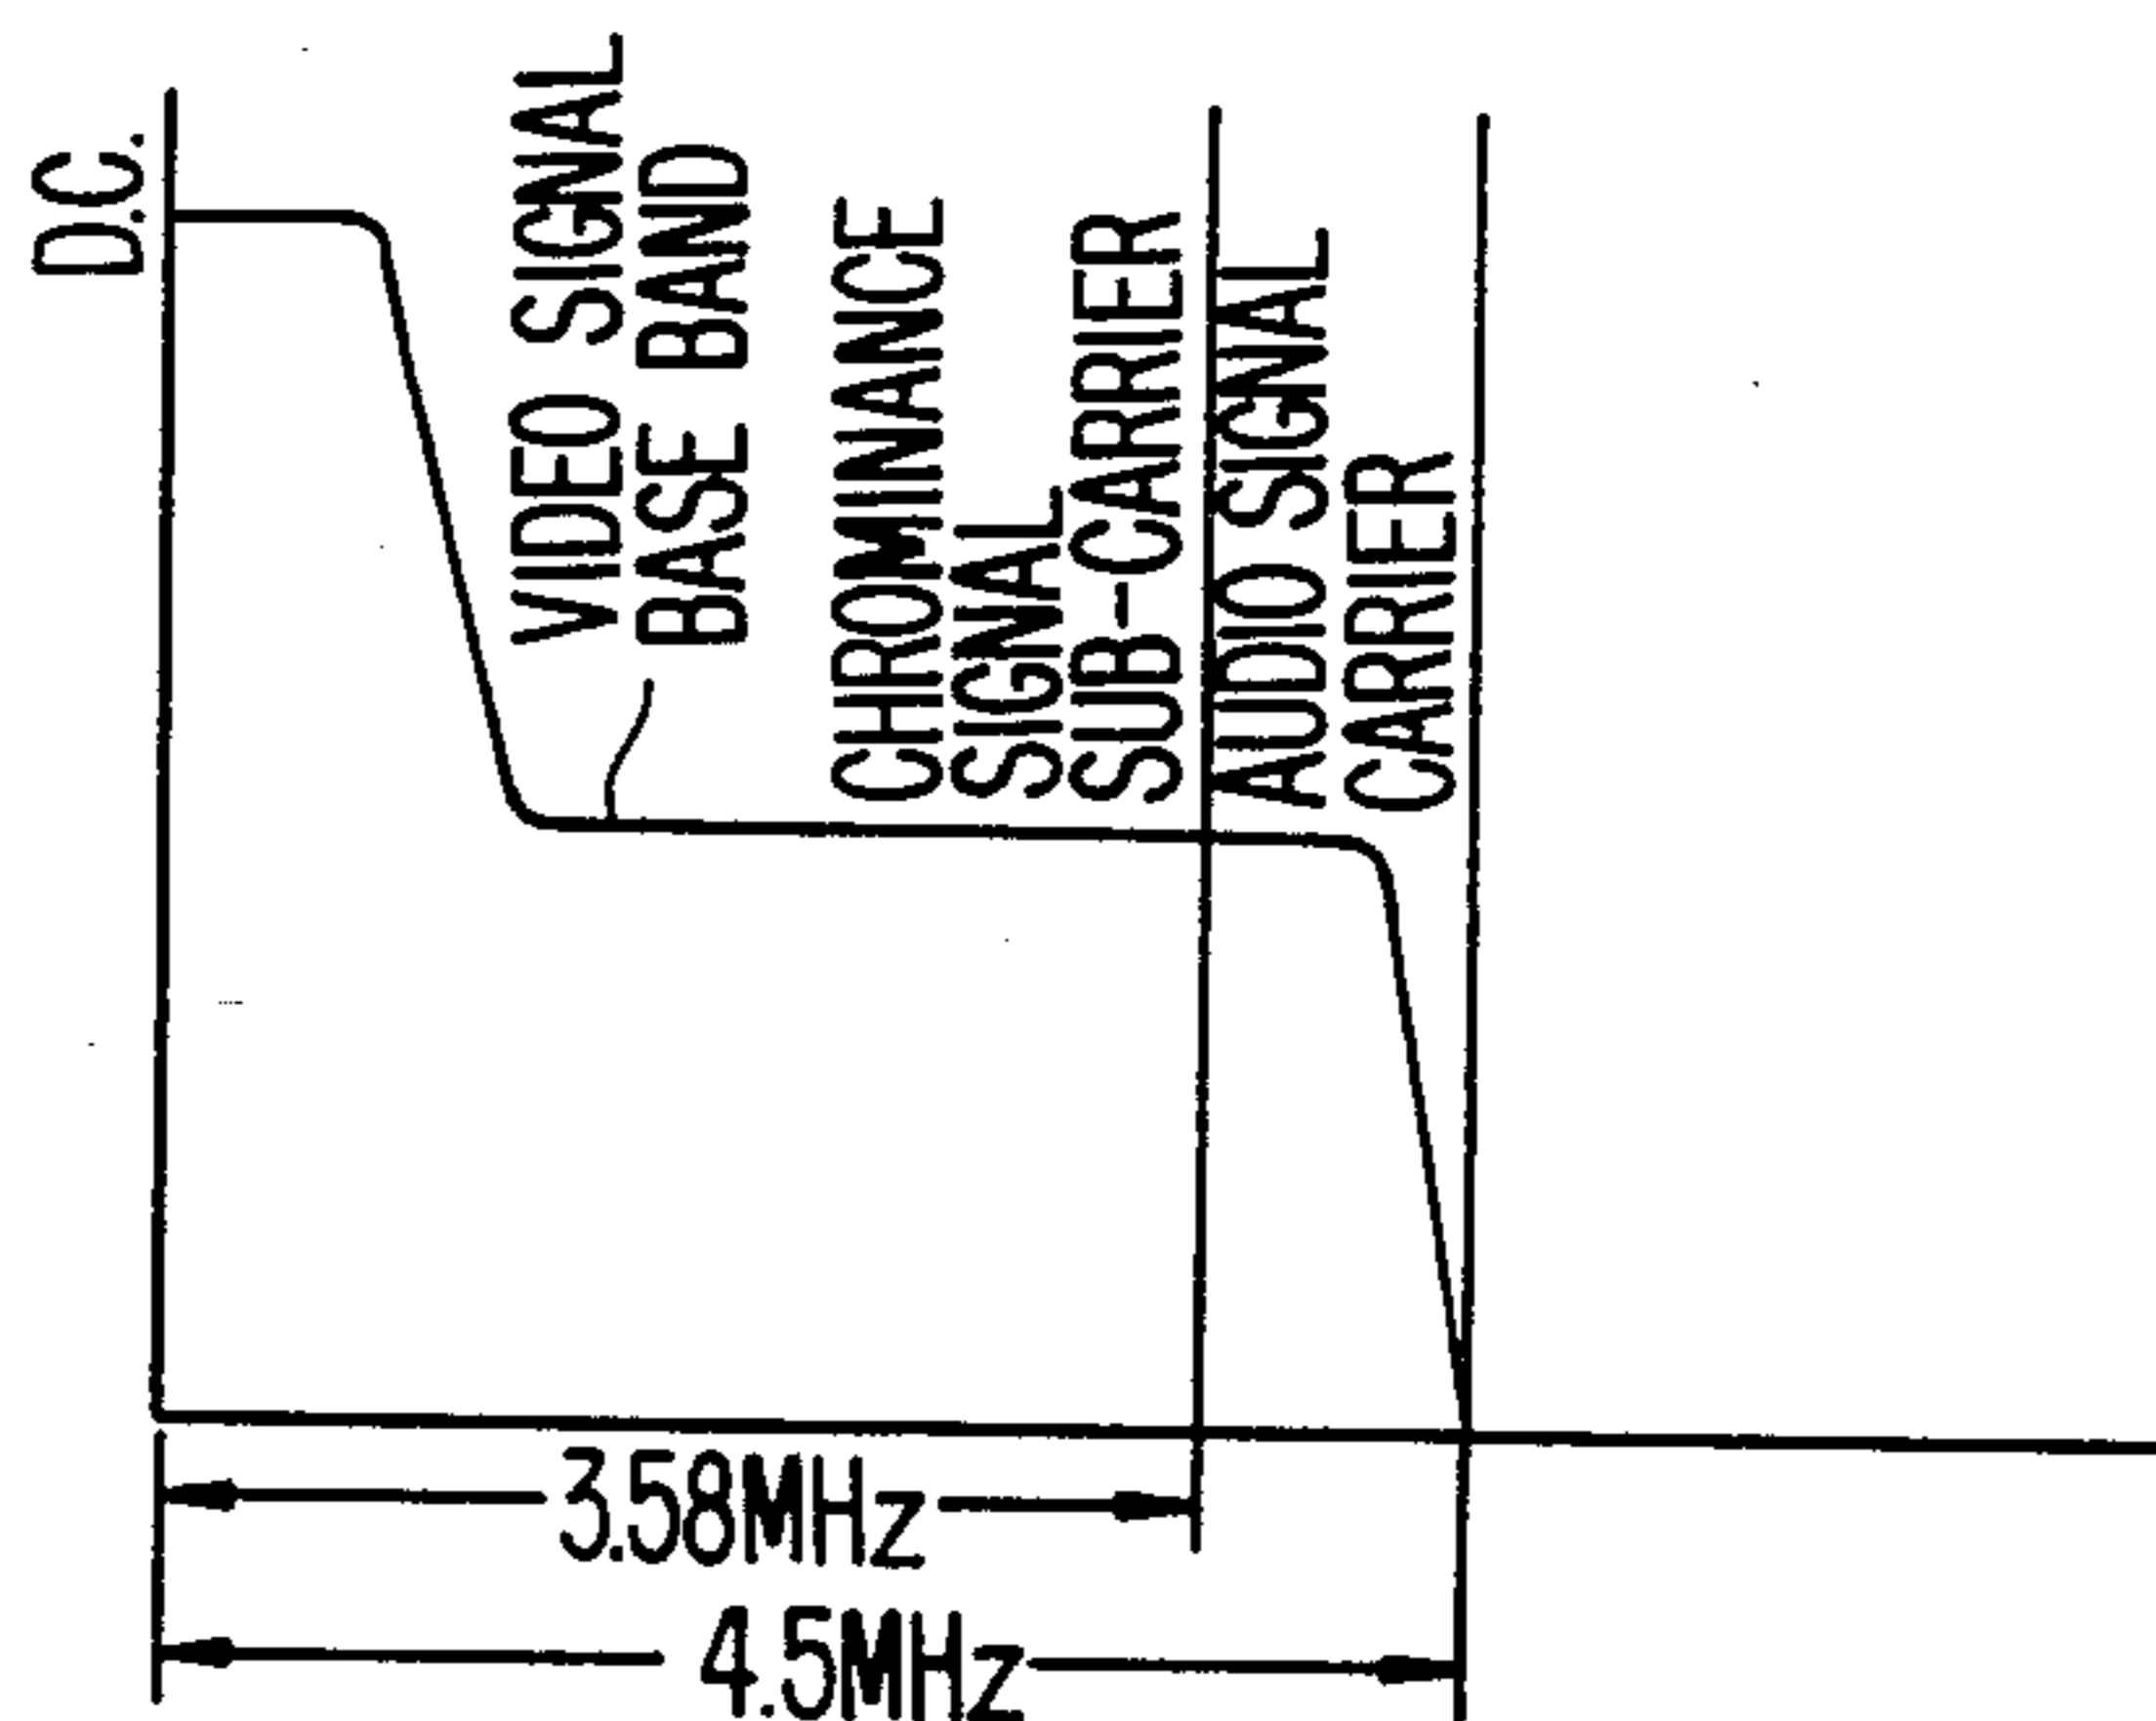 D.C.
VIDEO SIGNAL
BASE BAND
CHROMINANCE
SIGNAL
SUB-CARRIER
AUDIO SIGNAL
CARRIER
3.58MHz
4.5MHz